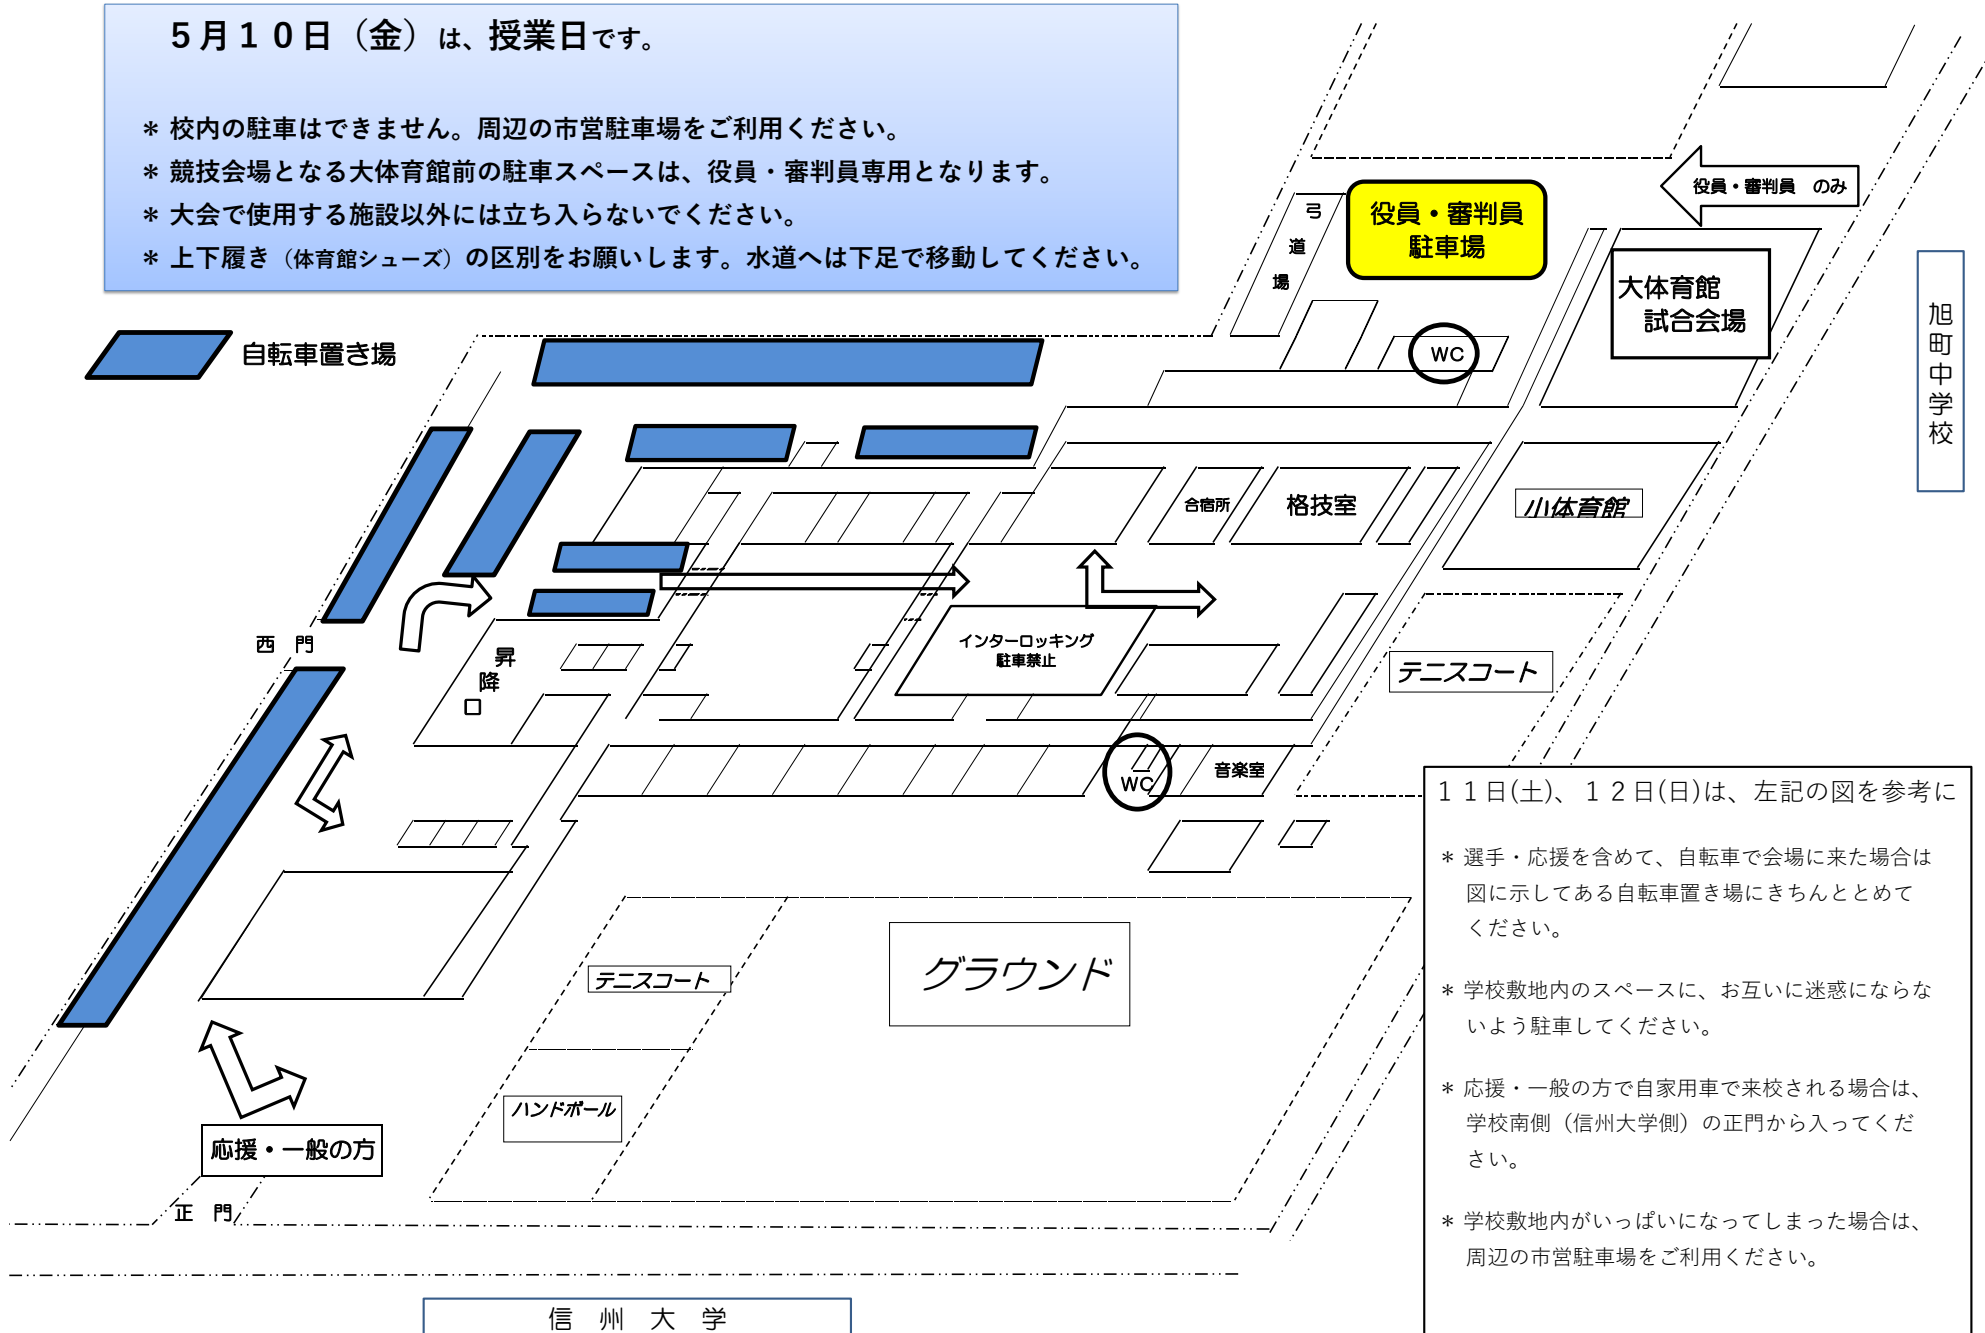 5月10日（金）は、授業日です。
＊ 校内の駐車はできません。周辺の市営駐車場をご利用ください。
＊ 競技会場となる大体育館前の駐車スペースは、役員・審判員専用となります。
＊ 大会で使用する施設以外には立ち入らないでください。
＊ 上下履き（体育館シューズ）の区別をお願いします。水道へは下足で移動してください。
役員・審判員　のみ
役員・審判員
駐車場
弓道場
大体育館
試合会場
旭町中学校
自転車置き場
WC
合宿所
格技室
小体育館
西　門
昇降口
インターロッキング
駐車禁止
テニスコート
WC
音楽室
11日(土)、12日(日)は、左記の図を参考に
＊ 選手・応援を含めて、自転車で会場に来た場合は
図に示してある自転車置き場にきちんととめて
ください。
＊ 学校敷地内のスペースに、お互いに迷惑にならな
いよう駐車してください。
＊ 応援・一般の方で自家用車で来校される場合は、
学校南側（信州大学側）の正門から入ってくだ
さい。
＊ 学校敷地内がいっぱいになってしまった場合は、
周辺の市営駐車場をご利用ください。
グラウンド
テニスコート
ハンドボール
応援・一般の方
正　門
信　州　大　学